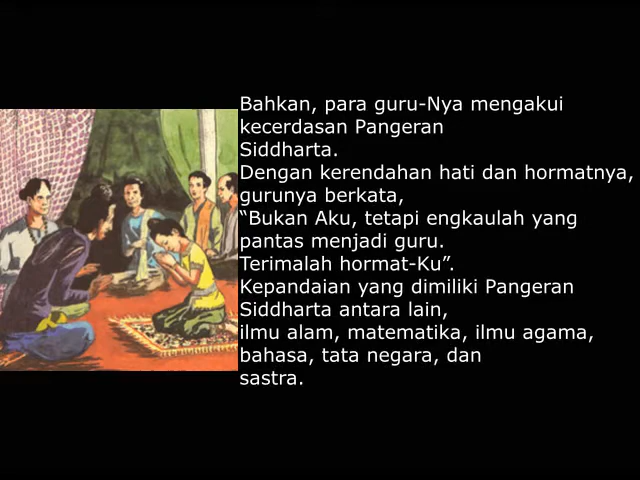 Bahkan, para guru-Nya mengakui
kecerdasan Pangeran
Siddharta.
Dengan kerendahan hati dan hormatnya,
gurunya berkata,
“Bukan Aku, tetapi engkaulah yang
pantas menjadi guru.
Terimalah hormat-Ku”.
Kepandaian yang dimiliki Pangeran
Siddharta antara lain,
ilmu alam, matematika, ilmu agama,
bahasa, tata negara, dan
sastra.